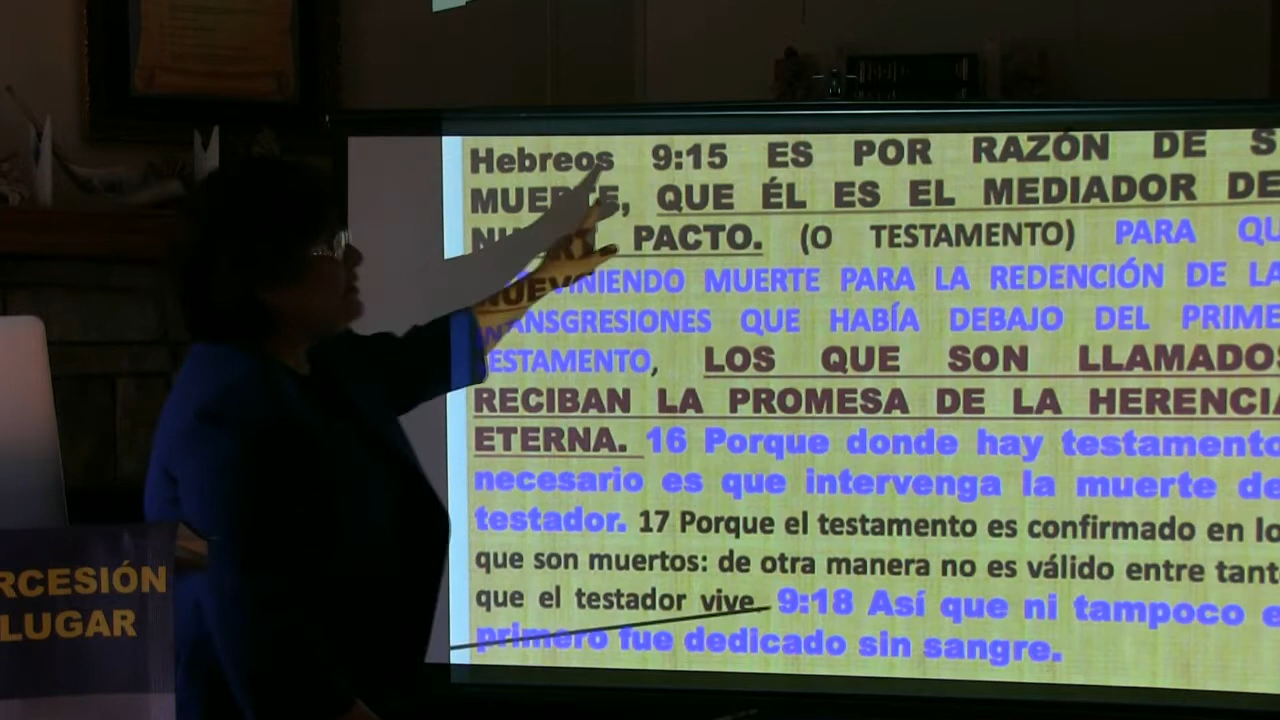 Hebreos 9:15 ES POR RAZÓN DE S
MUERTE, QUE ÉL ES EL MEDIADOR DE
PACTO. (O TESTAMENTO) PARA QU
NUEV NIENDO MUERTE PARA LA REDENCIÓN DE LA
ANSGRESIONES QUE HABÍA DEBAJO DEL PRIME
ESTAMENTO, LOS QUE SON LLAMADOS
RECIBAN LA PROMESA DE LA HERENCIA
ETERNA. 16 Porque donde hay testamento
necesario es que intervenga la muerte de
testador. 17 Porque el testamento es confirmado en lo
que son muertos: de otra manera no es válido entre tant
que el testador vive. 9:18 Así que ni tampoco e
primero fue dedicado sin sangre.
RCESIÓN
LUGAR